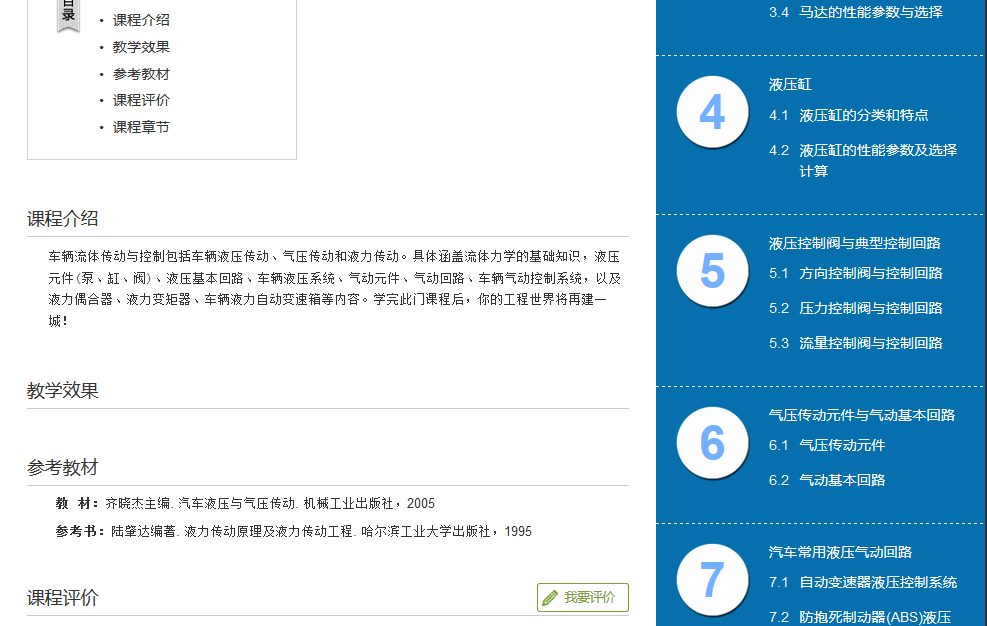 目
录
• 课程介绍
• 教学效果
• 参考教材
• 课程评价
• 课程章节
课程介绍
车辆流体传动与控制包括车辆液压传动、气压传动和液力传动。具体涵盖流体力学的基础知识，液压
元件(泵、缸、阀)、液压基本回路、车辆液压系统、气动元件、气动回路、车辆气动控制系统，以及
液力偶合器、液力变矩器、车辆液力自动变速箱等内容。学完此门课程后，你的工程世界将再建一
城！
教学效果
参考教材
教 材：齐晓杰主编. 汽车液压与气压传动. 机械工业出版社，2005
参考书：陆肇达编著. 液力传动原理及液力传动工程. 哈尔滨工业大学出版社，1995
课程评价
我要评价
3.4 马达的性能参数与选择
4
液压缸
4.1 液压缸的分类和特点
4.2 液压缸的性能参数及选择
计算
5
液压控制阀与典型控制回路
5.1 方向控制阀与控制回路
5.2 压力控制阀与控制回路
5.3 流量控制阀与控制回路
6
气压传动元件与气动基本回路
6.1 气压传动元件
6.2 气动基本回路
7
汽车常用液压气动回路
7.1 自动变速器液压控制系统
7.2 防抱死制动器(ABS)液压